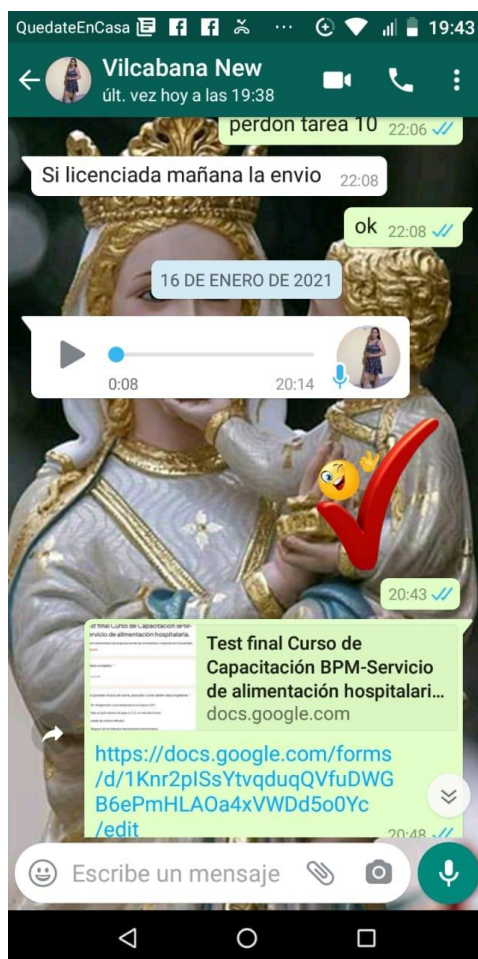 QuedateEnCasa 19:43
Vilcabana New
últ. vez hoy a las 19:38
perdon tarea 10 22:06
Si licenciada mañana la envio 22:08
ok 22:08
16 DE ENERO DE 2021
0:08 20:14
20:43
Test final Curso de
Capacitación BPM-Servicio
de alimentación hospitalari...
docs.google.com
https://docs.google.com/forms
/d/1Knr2pISsYtvqduqQVfuDWG
B6ePmHLAOa4xVWDd5o0Yc
/edit 20:48
Escribe un mensaje